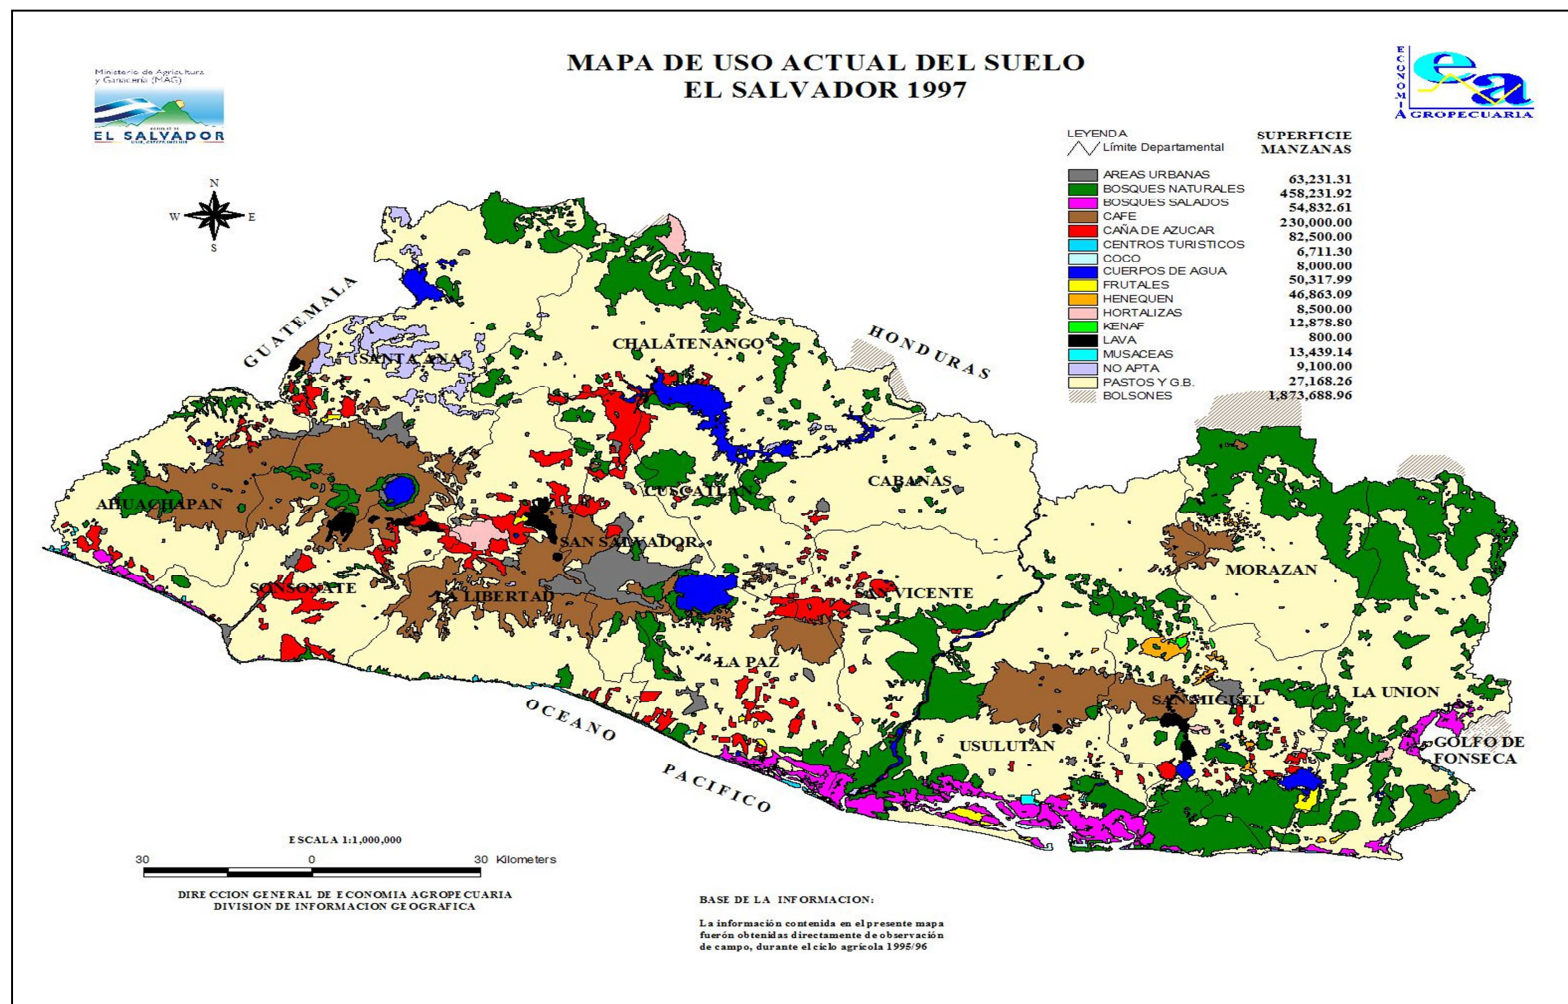 MAPA DE USO ACTUAL DEL SUELO
EL SALVADOR 1997
Ministerio de Agricultura
y Ganadería (MAG)
EL SALVADOR
ECONOMIA
ea
AGROPECUARIA
LEYENDA
Límite Departamental
SUPERFICIE
MANZANAS
AREAS URBANAS
BOSQUES NATURALES
BOSQUES SALADOS
CAFE
CAÑA DE AZUCAR
CENTROS TURISTICOS
COCO
CUERPOS DE AGUA
FRUTALES
HENEQUEN
HORTALIZAS
KENAF
LAVA
MUSACEAS
NO APTA
PASTOS Y G.B.
BOLSONES
63,231.31
458,231.92
54,832.61
230,000.00
82,500.00
6,711.30
8,000.00
50,317.99
46,863.09
8,500.00
12,878.80
800.00
13,439.14
9,100.00
27,168.26
1,873,688.96
N
W
E
S
GUATEMALA
HONDURAS
SANTA ANA
CHALATENANGO
AHUACHAPAN
CUSCATLAN
CABANAS
SAN SALVADOR
SONSONATE
LA LIBERTAD
SAN VICENTE
MORAZAN
LA PAZ
SAN MIGUEL
LA UNION
USULUTAN
GOLFO DE
FONSECA
OCEANO
PACIFICO
ESCALA 1:1,000,000
30
0
30 Kilometers
DIRECCION GENERAL DE ECONOMIA AGROPECUARIA
DIVISION DE INFORMACION GEOGRAFICA
BASE DE LA INFORMACION:
La información contenida en el presente mapa
fuerón obtenidas directamente de observación
de campo, durante el ciclo agrícola 1995/96